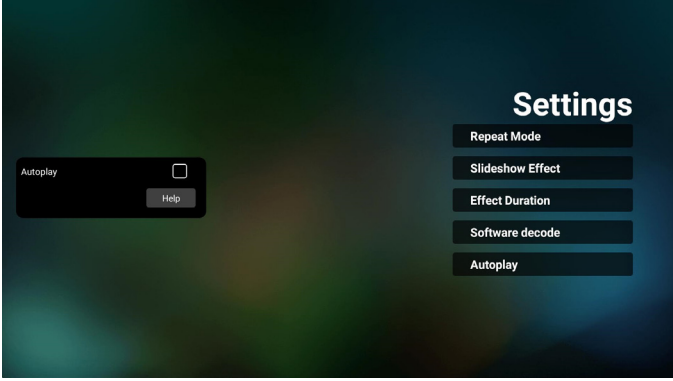 Settings
Repeat Mode
Slideshow Effect
Effect Duration
Software decode
Autoplay
Autoplay
Help